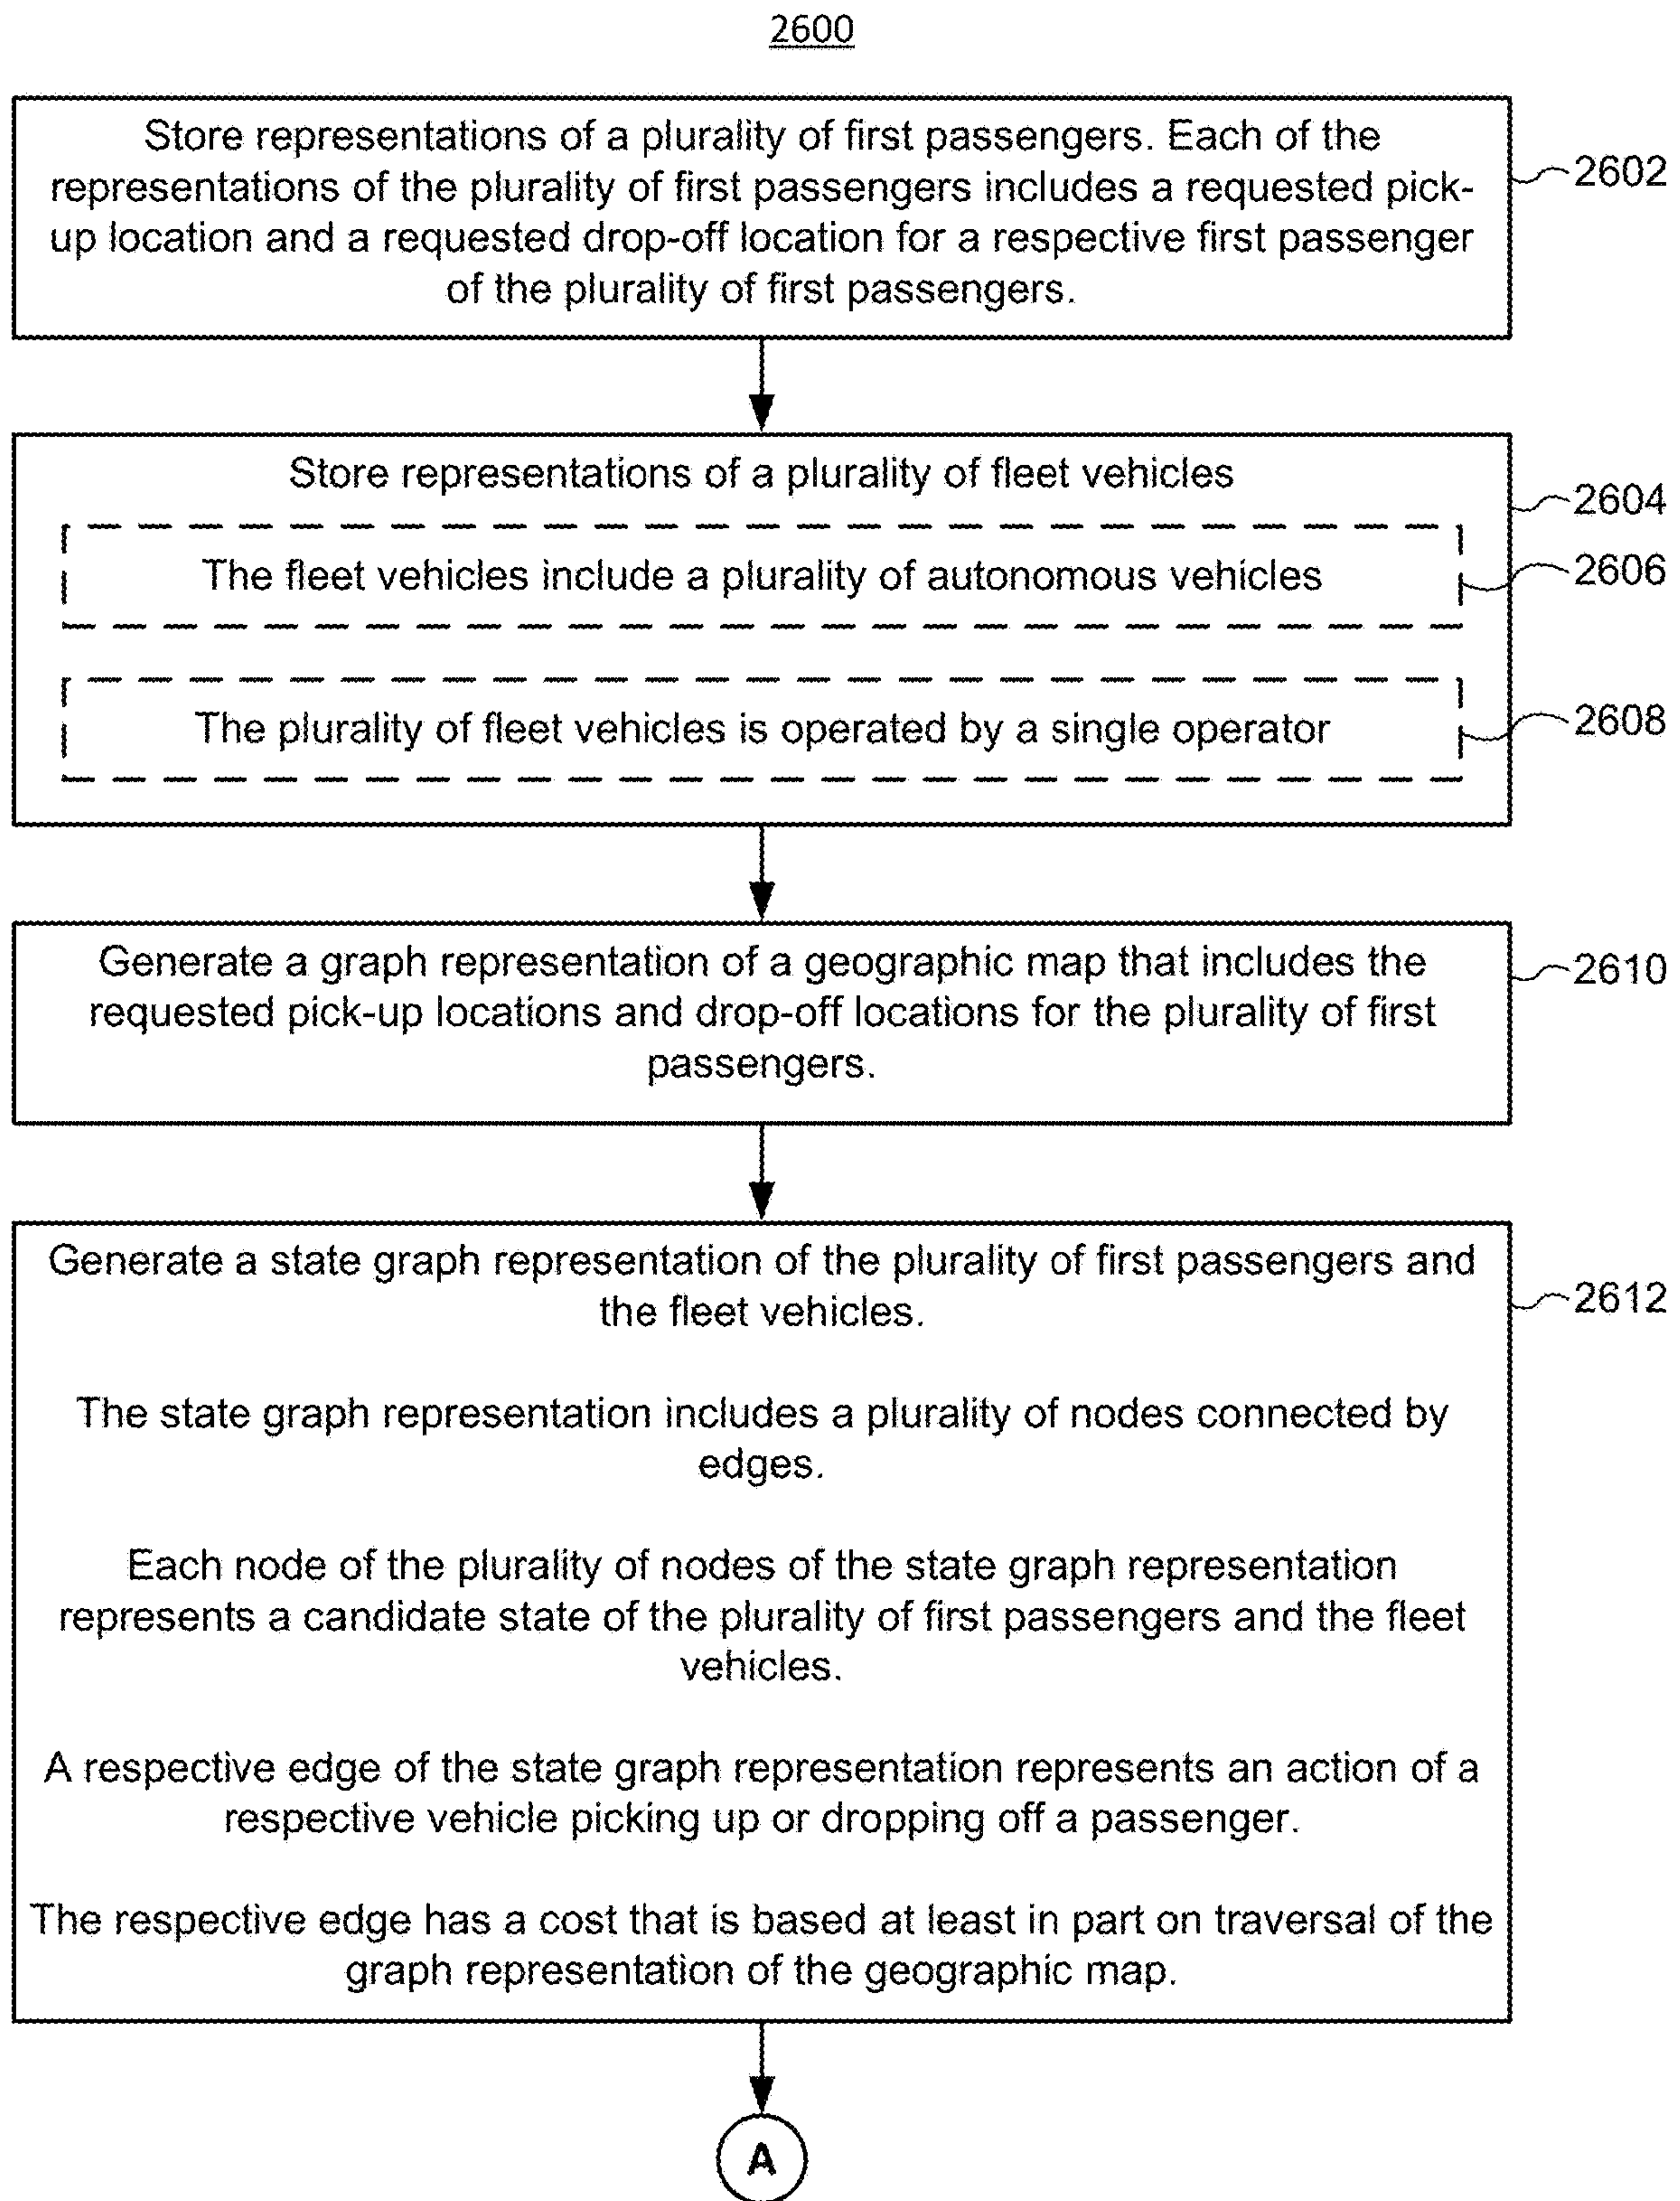 2600
Store representations of a plurality of first passengers. Each of the
representations of the plurality of first passengers includes a requested pick-
up location and a requested drop-off location for a respective first passenger
of the plurality of first passengers.
2602
Store representations of a plurality of fleet vehicles
2604
The fleet vehicles include a plurality of autonomous vehicles
2606
The plurality of fleet vehicles is operated by a single operator
2608
Generate a graph representation of a geographic map that includes the
requested pick-up locations and drop-off locations for the plurality of first
passengers.
2610
Generate a state graph representation of the plurality of first passengers and
the fleet vehicles.
2612
The state graph representation includes a plurality of nodes connected by
edges.
Each node of the plurality of nodes of the state graph representation
represents a candidate state of the plurality of first passengers and the fleet
vehicles.
A respective edge of the state graph representation represents an action of a
respective vehicle picking up or dropping off a passenger.
The respective edge has a cost that is based at least in part on traversal of the
graph representation of the geographic map.
A